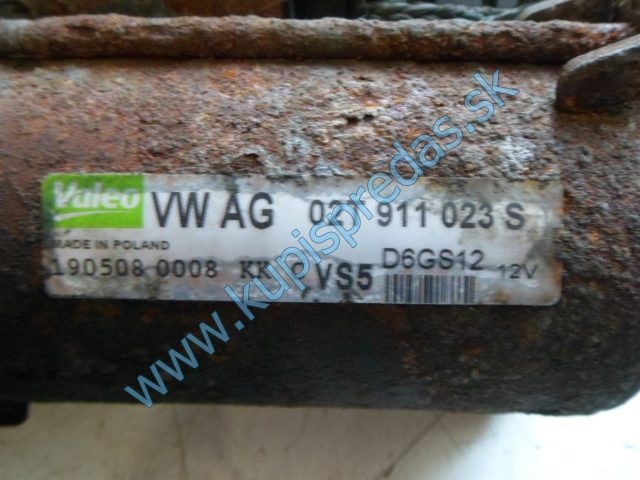 Valeo VW AG 02T 911 023 S
MADE IN POLAND
190508 0008 KK VS5 D6GS12 12V
www.kupispredas.sk